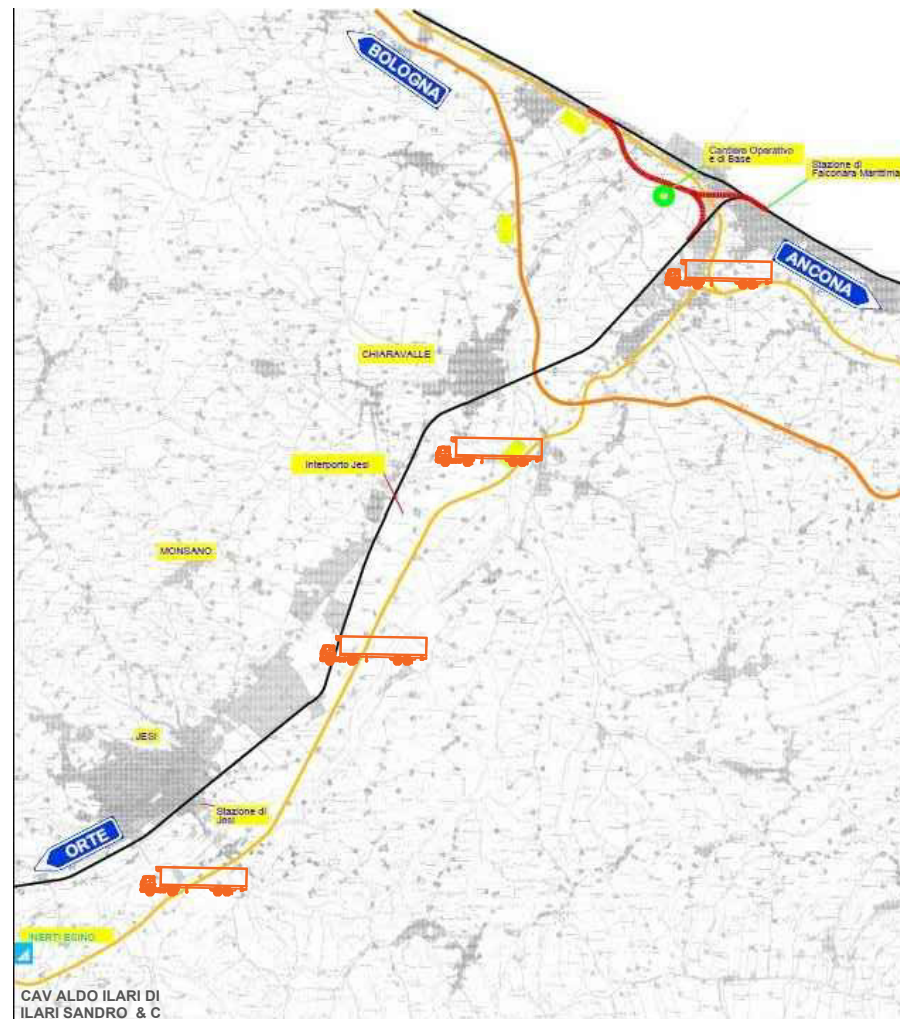 BOLOGNA
Cantiere Operativo
e di Base
Stazione di
Falconara Marittima
ANCONA
CHIARAVALLE
Interporto Jesi
MONSANO
JESI
Stazione di
Jesi
ORTE
INERTI ESINO
CAV ALDO ILARI DI
ILARI SANDRO & C